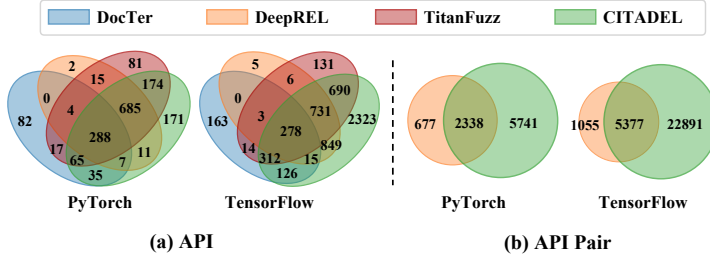 DocTer DeepREL TitanFuzz CITADEL
2 81 5 131
0 15 174 0 6 690
82 4 685 171 163 3 731 2323
288 278
17 11 14 849
65 7 312 15
35 126
PyTorch TensorFlow
677 2338 5741 1055 5377 22891
PyTorch TensorFlow
(a) API (b) API Pair